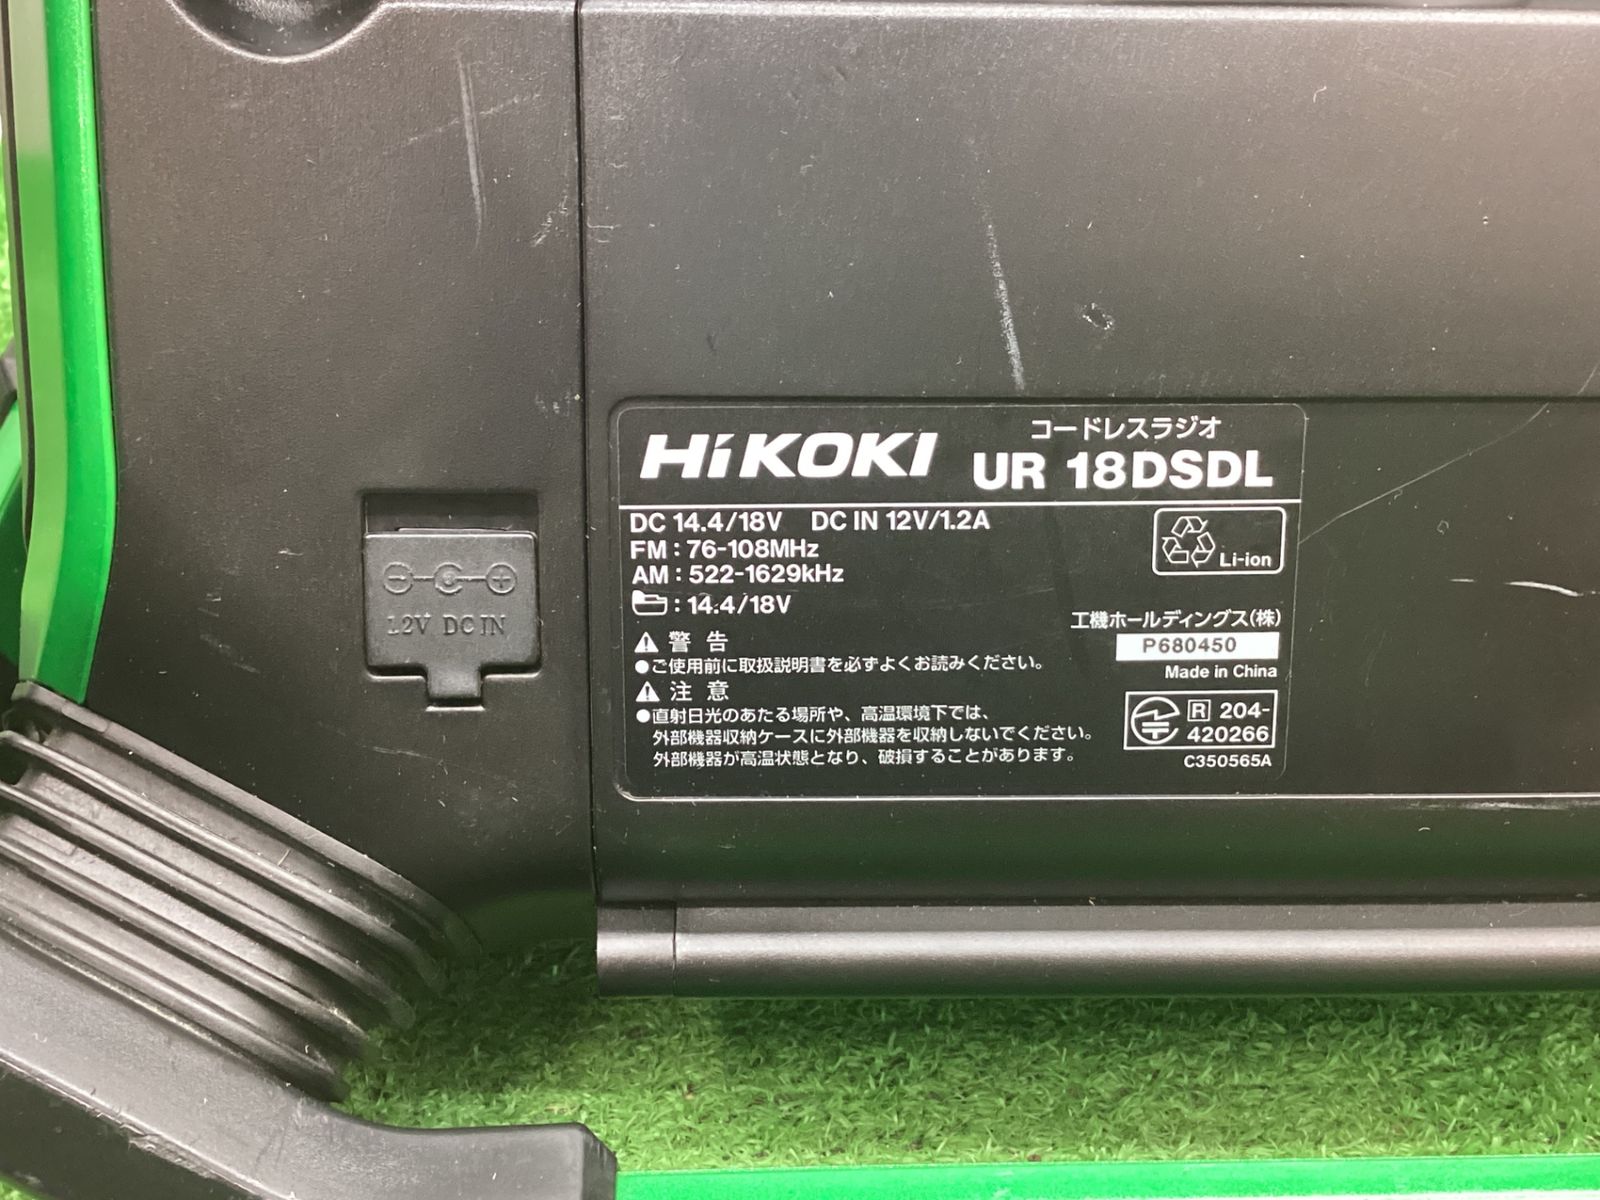 HiKOKI
コードレスラジオ
UR 18DSDL
DC 14.4/18V DC IN 12V/1.2A
FM : 76-108MHz
AM : 522-1629kHz
: 14.4/18V
Li-ion
警 告
●ご使用前に取扱説明書を必ずよくお読みください。
注 意
●直射日光のあたる場所や、高温環境下では、
外部機器収納ケースに外部機器を収納しないでください。
外部機器が高温状態となり、破損することがあります。
工機ホールディングス(株)
P680450
Made in China
R 204-
420266
C350565A
12V DC IN